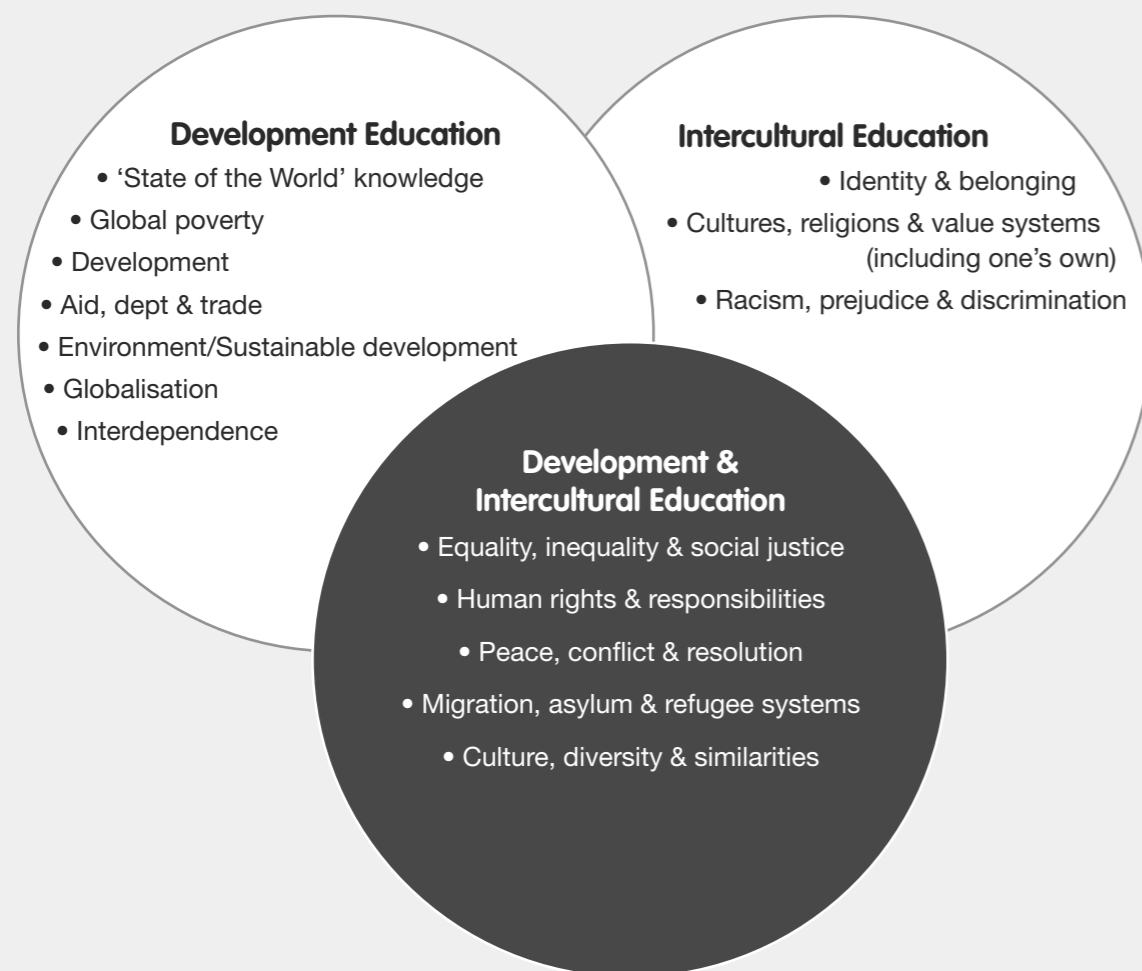 Development Education
• ‘State of the World’ knowledge
• Global poverty
• Development
• Aid, dept & trade
• Environment/Sustainable development
• Globalisation
• Interdependence
Intercultural Education
• Identity & belonging
• Cultures, religions & value systems
(including one’s own)
• Racism, prejudice & discrimination
Development &
Intercultural Education
• Equality, inequality & social justice
• Human rights & responsibilities
• Peace, conflict & resolution
• Migration, asylum & refugee systems
• Culture, diversity & similarities